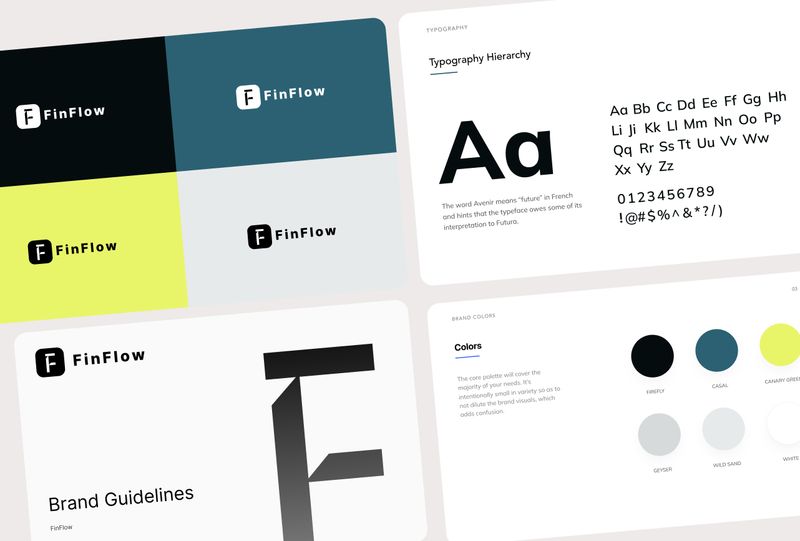 FinFlow
FinFlow
FinFlow
FinFlow
TYPOGRAPHY
Typography Hierarchy
Aa
The word Avenir means “future” in French
and hints that the typeface owes some of its
interpretation to Futura.
Aa Bb Cc Dd Ee Ff Gg Hh
Li Ji Kk Ll Mm Nn Oo Pp
Qq Rr Ss Tt Uu Vv Ww
Xx Yy Zz
0123456789
!@#$%^&*?/)
FinFlow
Brand Guidelines
FinFlow
BRAND COLORS
03
Colors
The core palette will cover the
majority of your needs. It's
intentionally small in variety so as to
not dilute the brand visuals, which
adds confusion.
FIREFLY
CASAL
CANARY GREEN
GEYSER
WILD SAND
WHITE